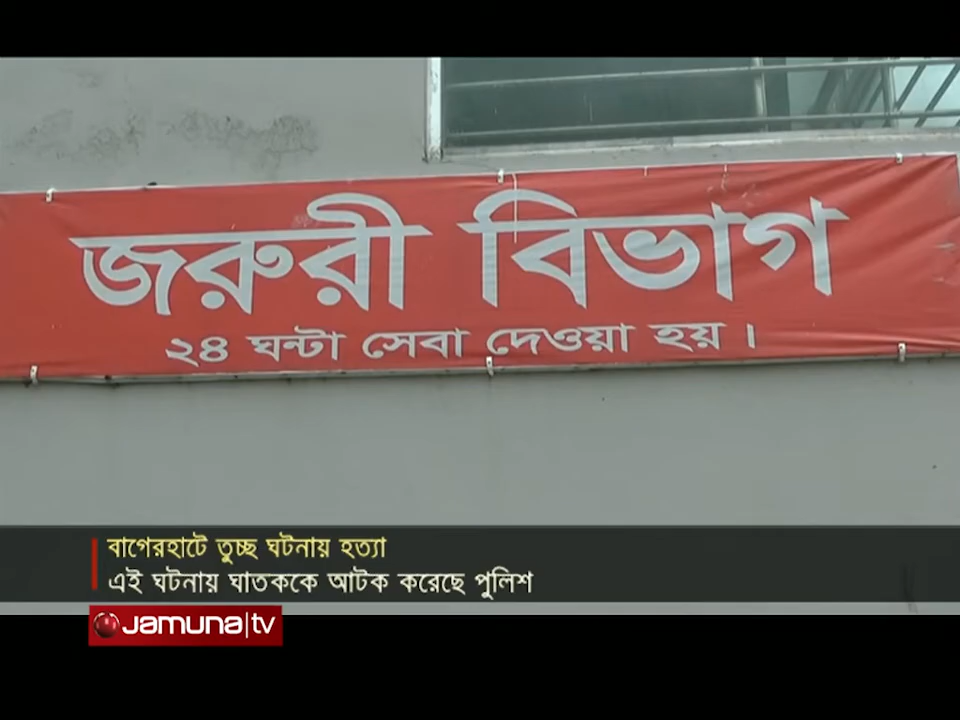 জরুরী বিভাগ
২৪ ঘন্টা সেবা দেওয়া হয় ।
বাগেরহাটে তুচ্ছ ঘটনায় হত্যা
এই ঘটনায় ঘাতককে আটক করেছে পুলিশ
Jamuna|tv